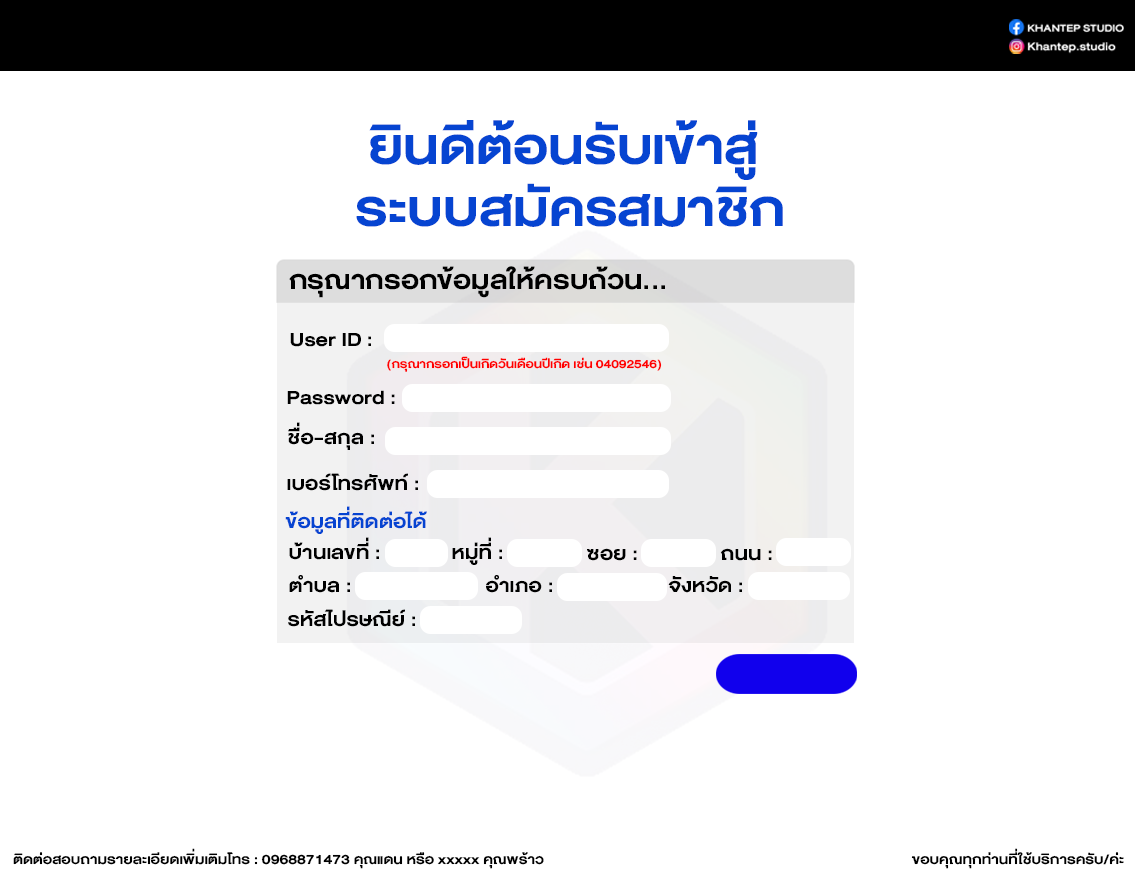 KHANTEP STUDIO
Khantep.studio
ยินดีต้อนรับเข้าสู่
ระบบสมัครสมาชิก
กรุณากรอกข้อมูลให้ครบถ้วน...
User ID :
(กรุณากรอกเป็นเกิดวันเดือนปีเกิด เช่น 04092546)
Password :
ชื่อ-สกุล :
เบอร์โทรศัพท์ :
ข้อมูลที่ติดต่อได้
บ้านเลขที่ : หมู่ที่ : ซอย : ถนน :
ตำบล : อำเภอ : จังหวัด :
รหัสไปรษณีย์ :
ติดต่อสอบถามรายละเอียดเพิ่มเติมโทร : 0968871473 คุณแดน หรือ xxxxx คุณพร้าว ขอบคุณทุกท่านที่ใช้บริการครับ/ค่ะ